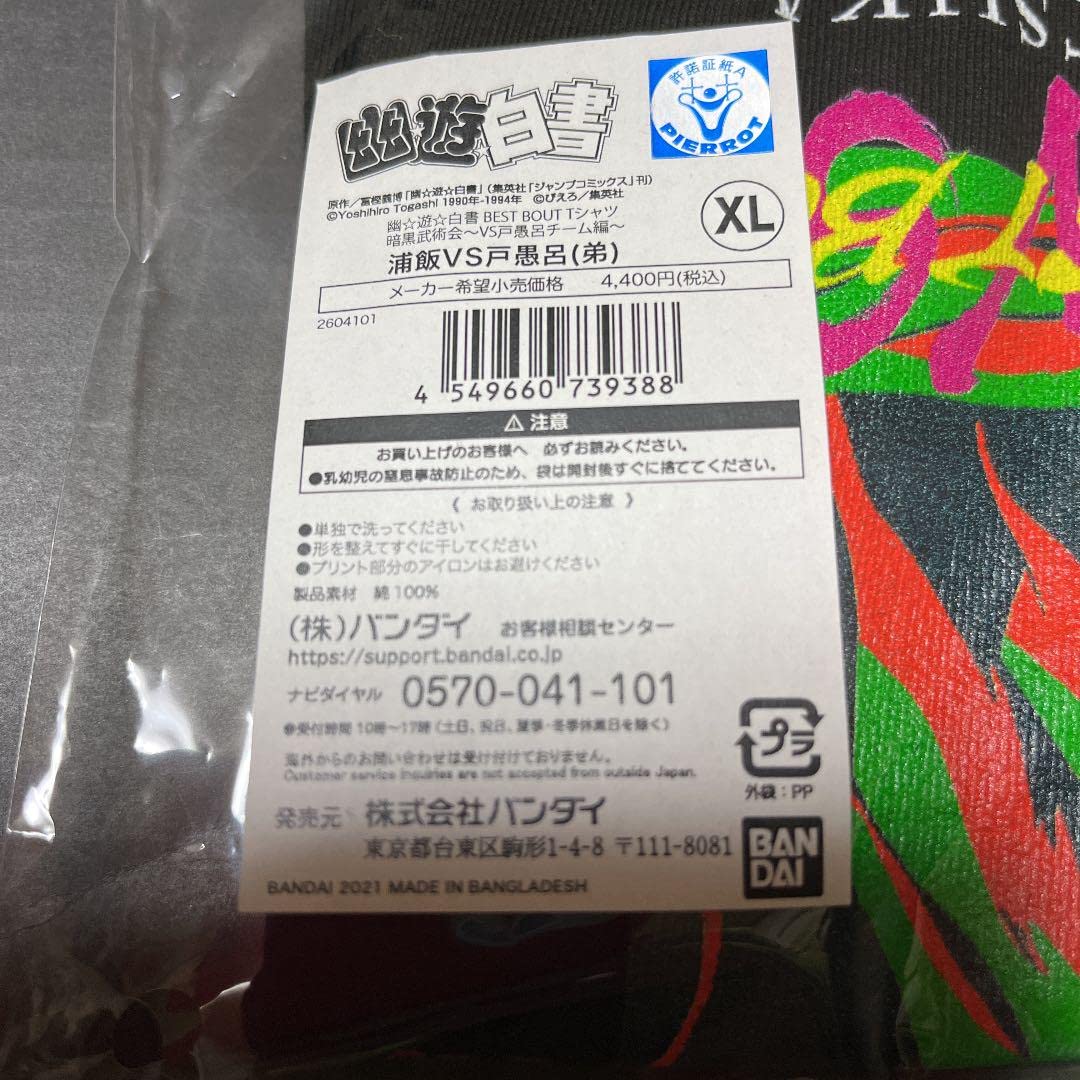 幽☆遊☆白書
許諾証紙A
PIERROT
原作/冨樫義博「幽☆遊☆白書」(集英社「ジャンプコミックス」刊)
©Yoshihiro Togashi 1990年-1994年 ©ぴえろ/集英社
幽☆遊☆白書 BEST BOUT Tシャツ
暗黒武術会〜VS戸愚呂チーム編〜
浦飯VS戸愚呂(弟)
XL
メーカー希望小売価格 4,400円(税込)
2604101
4 549660 739388
⚠ 注意
お買い上げのお客様へ 必ずお読みください。
●乳幼児の窒息事故防止のため、袋は開封後すぐに捨ててください。
《 お取り扱い上の注意 》
●単独で洗ってください
●形を整えてすぐに干してください
●プリント部分のアイロンはお避けください
製品素材 綿100%
(株)バンダイ お客様相談センター
https://support.bandai.co.jp
ナビダイヤル 0570-041-101
●受付時間 10時〜17時(土日、祝日、夏季・冬季休業日を除く)
海外からのお問い合わせは受け付けておりません。
Customer service inquiries are not accepted from outside Japan.
プラ
外袋:PP
発売元 株式会社バンダイ
東京都台東区駒形1-4-8 〒111-8081
BAN
DAI
BANDAI 2021 MADE IN BANGLADESH